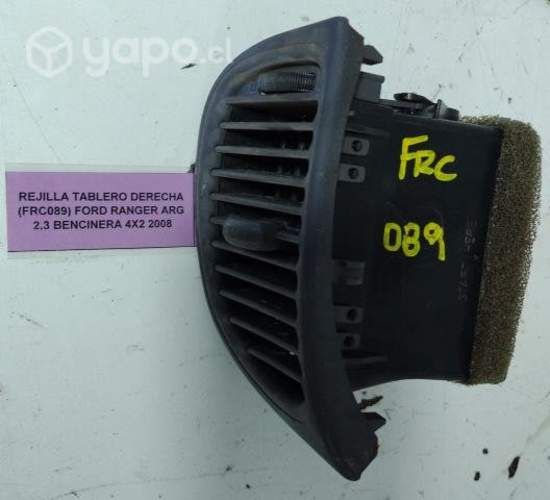 yapo.cl
REJILLA TABLERO DERECHA
(FRC089) FORD RANGER ARG
2.3 BENCINERA 4X2 2008
FRC
089